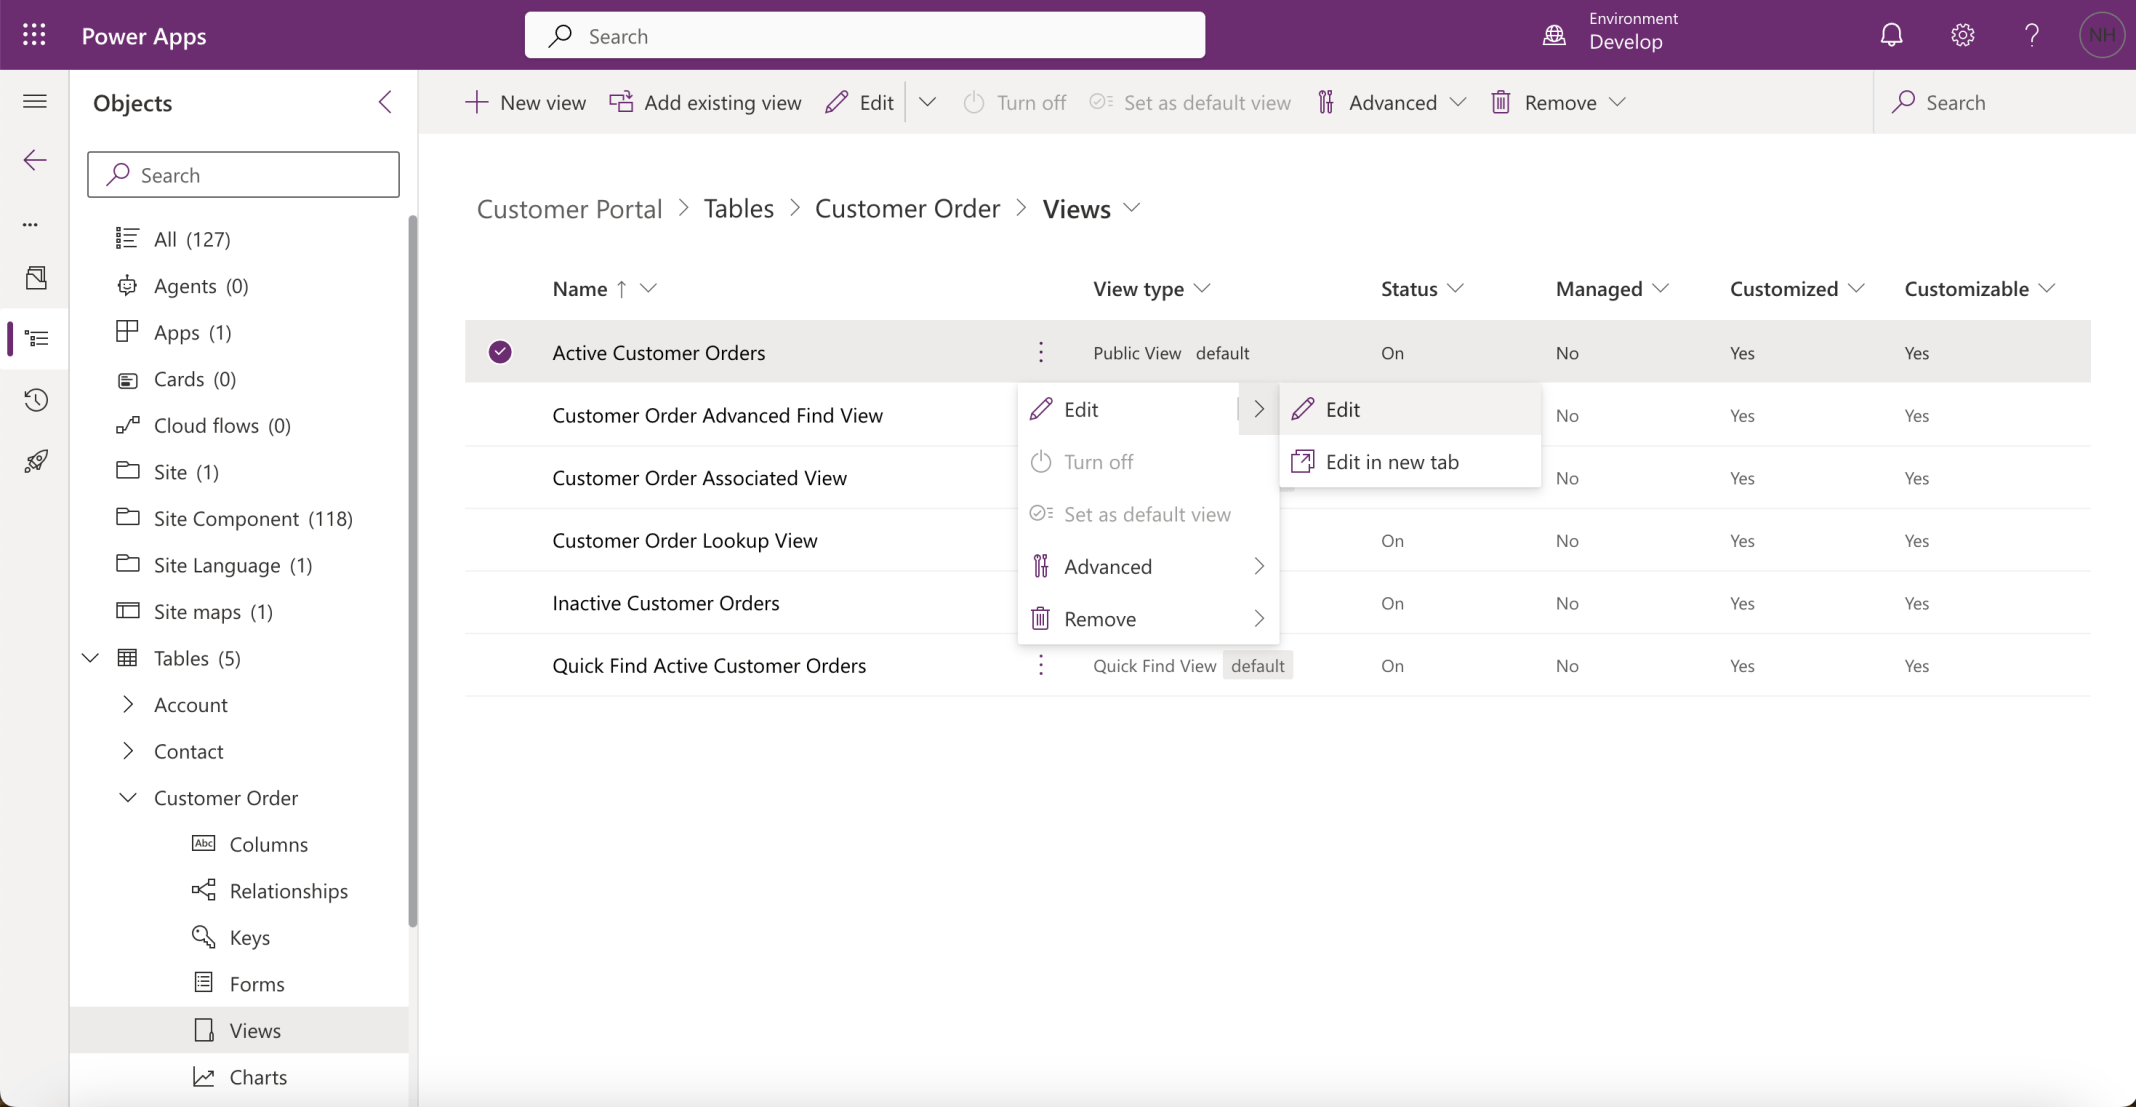 Power Apps
Search
Environment
Develop
NH
Objects
Search
All (127)
Agents (0)
Apps (1)
Cards (0)
Cloud flows (0)
Site (1)
Site Component (118)
Site Language (1)
Site maps (1)
Tables (5)
Account
Contact
Customer Order
Abc Columns
Relationships
Keys
Forms
Views
Charts
New view Add existing view Edit Turn off Set as default view Advanced Remove Search
Customer Portal > Tables > Customer Order > Views
Name ↑ View type Status Managed Customized Customizable
Active Customer Orders Public View default On No Yes Yes
Customer Order Advanced Find View No Yes Yes
Customer Order Associated View No Yes Yes
Customer Order Lookup View On No Yes Yes
Inactive Customer Orders On No Yes Yes
Quick Find Active Customer Orders Quick Find View default On No Yes Yes
Edit
Turn off
Set as default view
Advanced
Remove
Edit
Edit in new tab